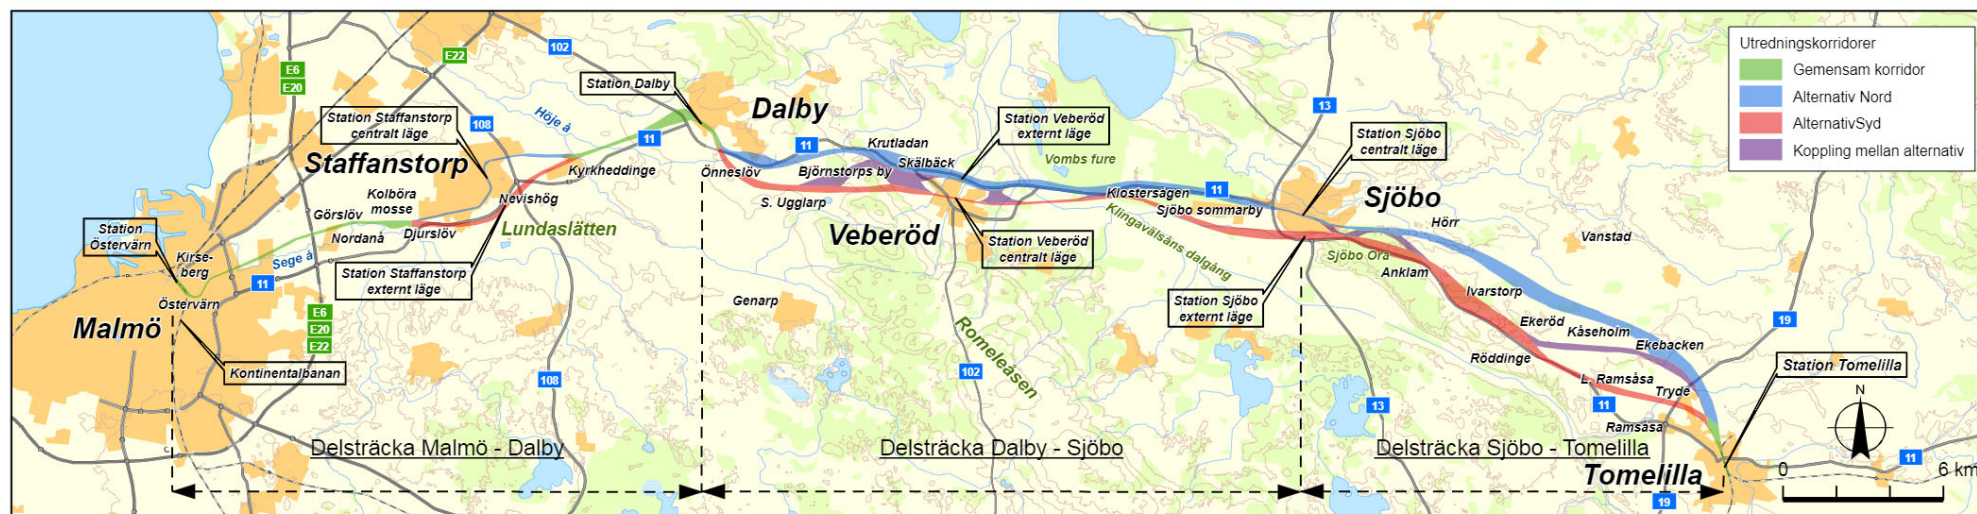 Utredningskorridorer
Gemensam korridor
Alternativ Nord
AlternativSyd
Koppling mellan alternativ
E6
E20
E22
102
108
Station Dalby
Station Staffanstorp
centralt läge
Höje å
11
Dalby
Staffanstorp
Kyrkheddinge
Kolböra
mosse
Nevishög
Görslöv
Station
Östervärn
Nordanå
Djurslöv
Lundaslätten
Kirse-
berg
Sege å
11
Station Staffanstorp
externt läge
Östervärn
Malmö
E6
E20
E22
Kontinentalbanan
108
Önneslöv
11
Krutladan
Björnstorps by
Skälbäck
S. Ugglarp
Station Veberöd
externt läge
Vombs fure
Veberöd
Station Veberöd
centralt läge
Genarp
Romeleåsen
102
Klostersågen
11
Sjöbo sommarby
Klingavälsåns dalgång
13
Station Sjöbo
centralt läge
Sjöbo
Hörr
Vanstad
Sjöbo Ora
Anklam
Station Sjöbo
externt läge
Ivarstorp
Ekeröd
Kåseholm
Ekebacken
Röddinge
19
L. Ramsåsa
Tryde
11
Ramsåsa
13
Station Tomelilla
N
Tomelilla
11
19
0
6 km
Delsträcka Malmö - Dalby
Delsträcka Dalby - Sjöbo
Delsträcka Sjöbo - Tomelilla